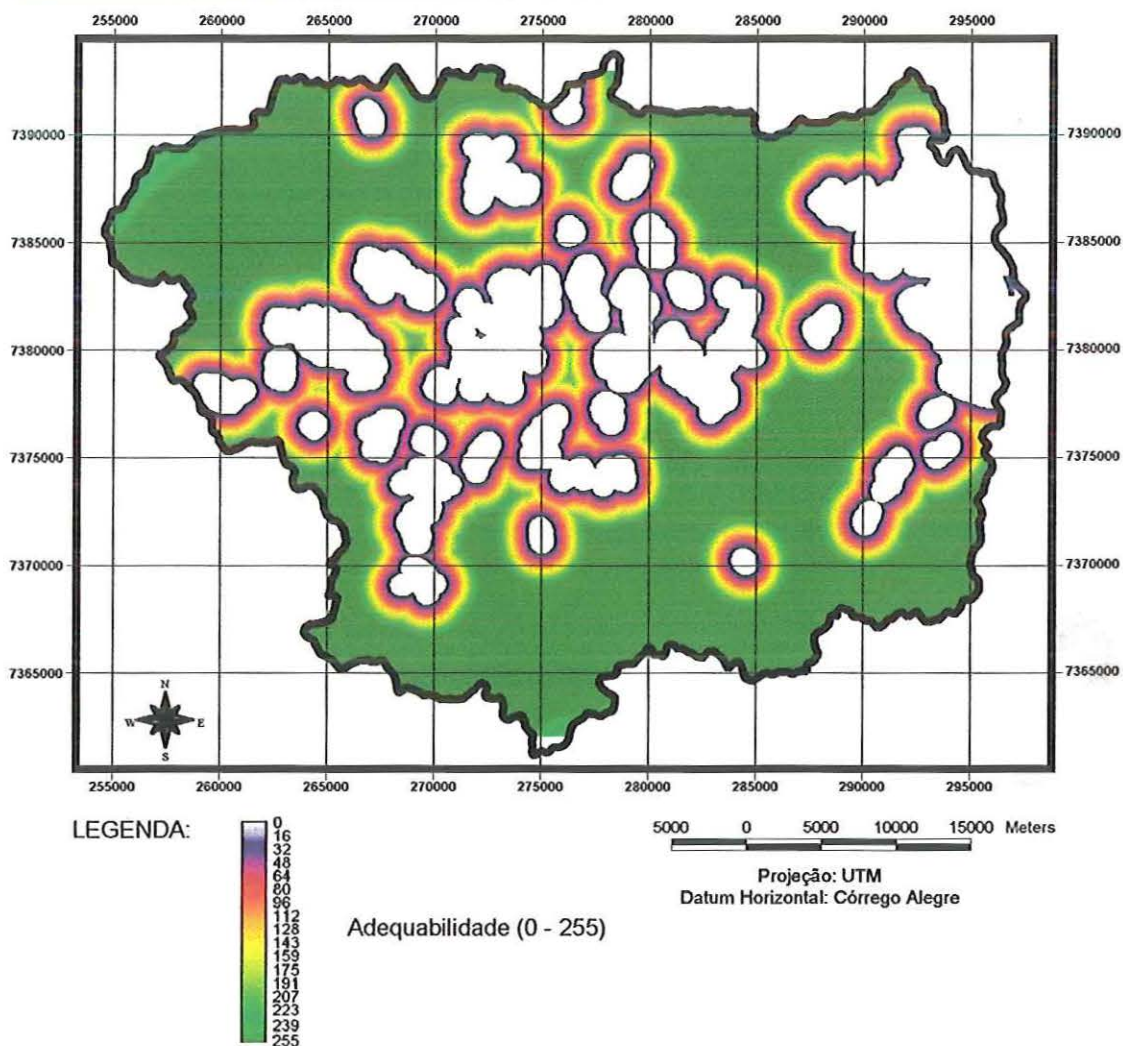 255000 260000 265000 270000 275000 280000 285000 290000 295000
7390000 7390000
7385000 7385000
7380000 7380000
7375000 7375000
7370000 7370000
7365000 7365000
N
W E
S
255000 260000 265000 270000 275000 280000 285000 290000 295000
LEGENDA:
0
16
32
48
64
80
96
112
128
143
159
175
191
207
223
239
255
Adequabilidade (0 - 255)
5000 0 5000 10000 15000 Meters
Projeção: UTM
Datum Horizontal: Córrego Alegre